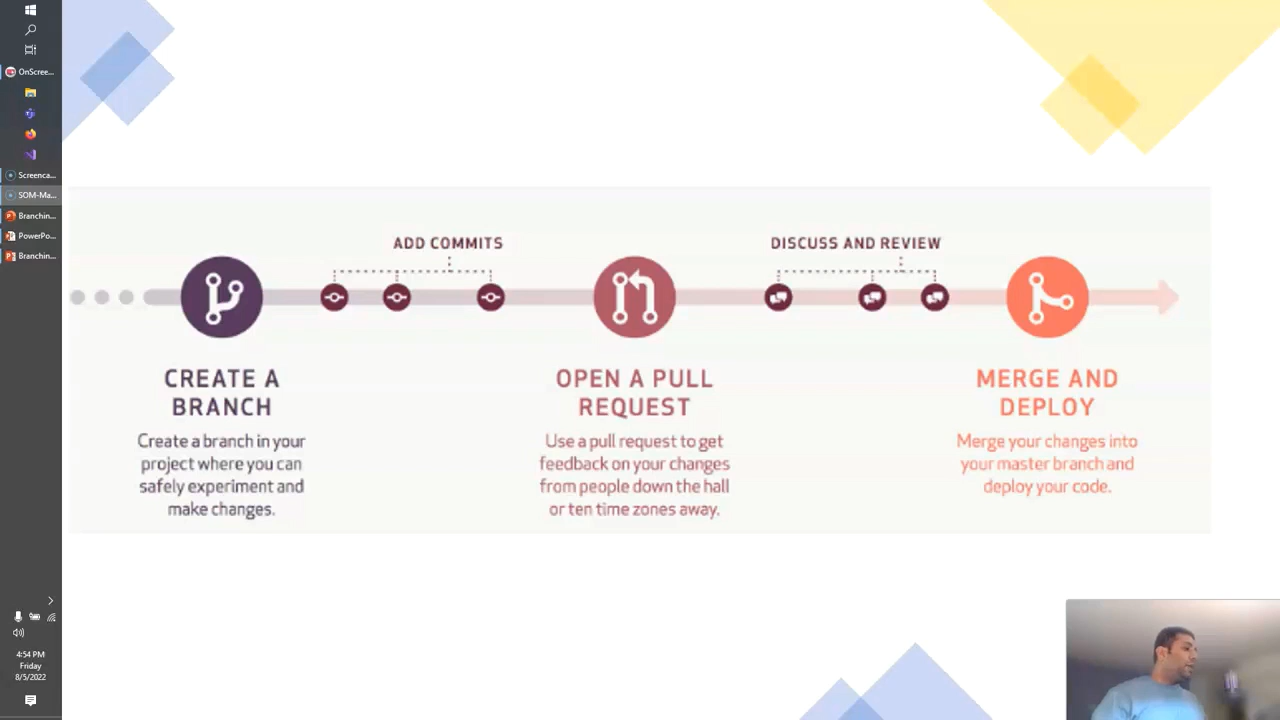 OnScree...
Screenca...
SOM-Ma...
Branchin...
PowerPo...
Branchin...
4:54 PM
Friday
8/5/2022
ADD COMMITS
DISCUSS AND REVIEW
CREATE A
BRANCH
Create a branch in your
project where you can
safely experiment and
make changes.
OPEN A PULL
REQUEST
Use a pull request to get
feedback on your changes
from people down the hall
or ten time zones away.
MERGE AND
DEPLOY
Merge your changes into
your master branch and
deploy your code.